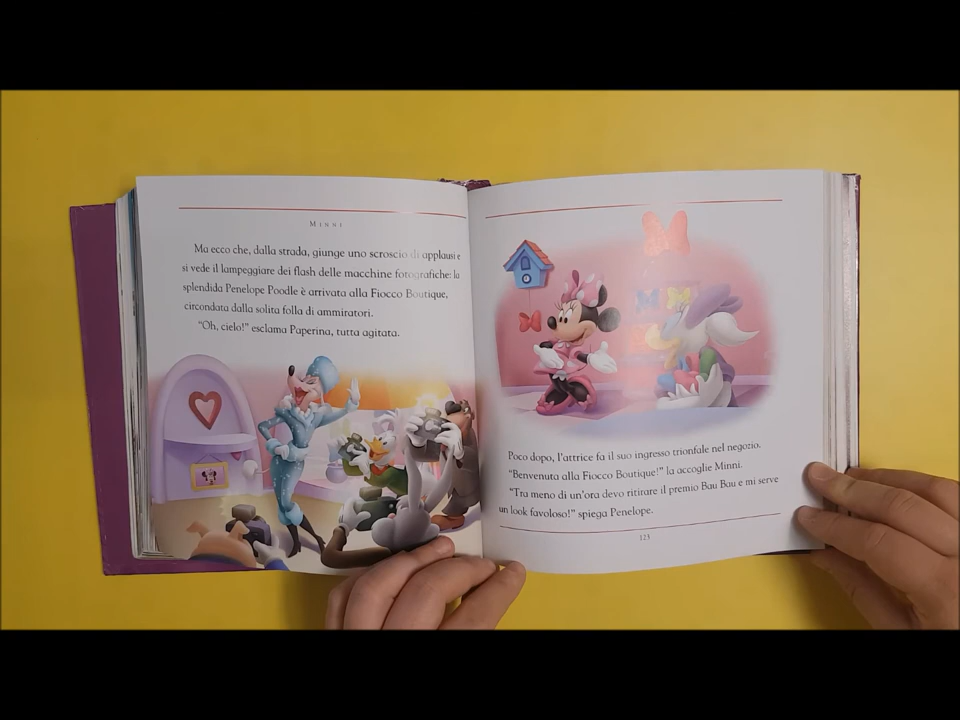 MINNI
Ma ecco che, dalla strada, giunge uno scroscio di applausi e
si vede il lampeggiare dei flash delle macchine fotografiche: la
splendida Penelope Poodle è arrivata alla Fiocco Boutique,
circondata dalla solita folla di ammiratori.
“Oh, cielo!” esclama Paperina, tutta agitata.
Poco dopo, l’attrice fa il suo ingresso trionfale nel negozio.
“Benvenuta alla Fiocco Boutique!” la accoglie Minni.
“Tra meno di un’ora devo ritirare il premio Bau Bau e mi serve
un look favoloso!” spiega Penelope.
123